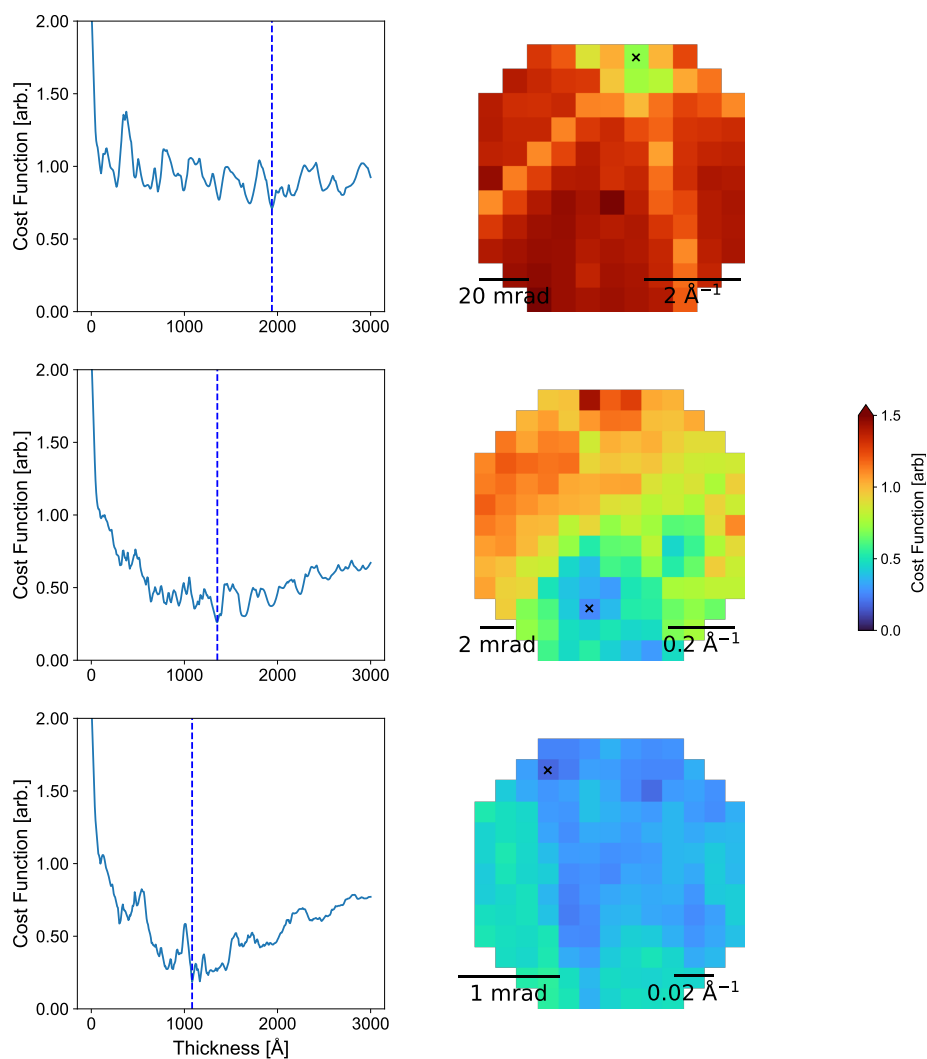 2.00
1.50
1.00
0.50
0.00
Cost Function [arb.]
0 1000 2000 3000
20 mrad
2 Å⁻¹
2.00
1.50
1.00
0.50
0.00
Cost Function [arb.]
0 1000 2000 3000
2 mrad
0.2 Å⁻¹
1.5
1.0
0.5
0.0
Cost Function [arb]
2.00
1.50
1.00
0.50
0.00
Cost Function [arb.]
0 1000 2000 3000
Thickness [Å]
1 mrad
0.02 Å⁻¹